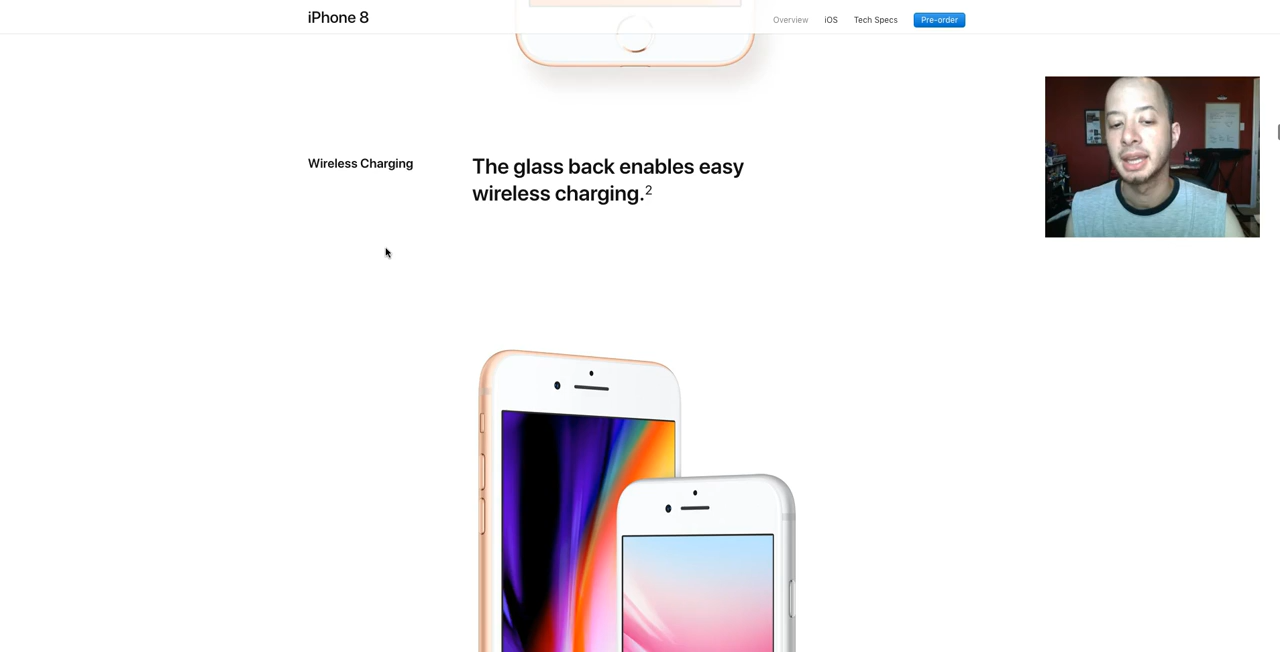 iPhone 8
Overview iOS Tech Specs Pre-order
Wireless Charging
The glass back enables easy
wireless charging.2